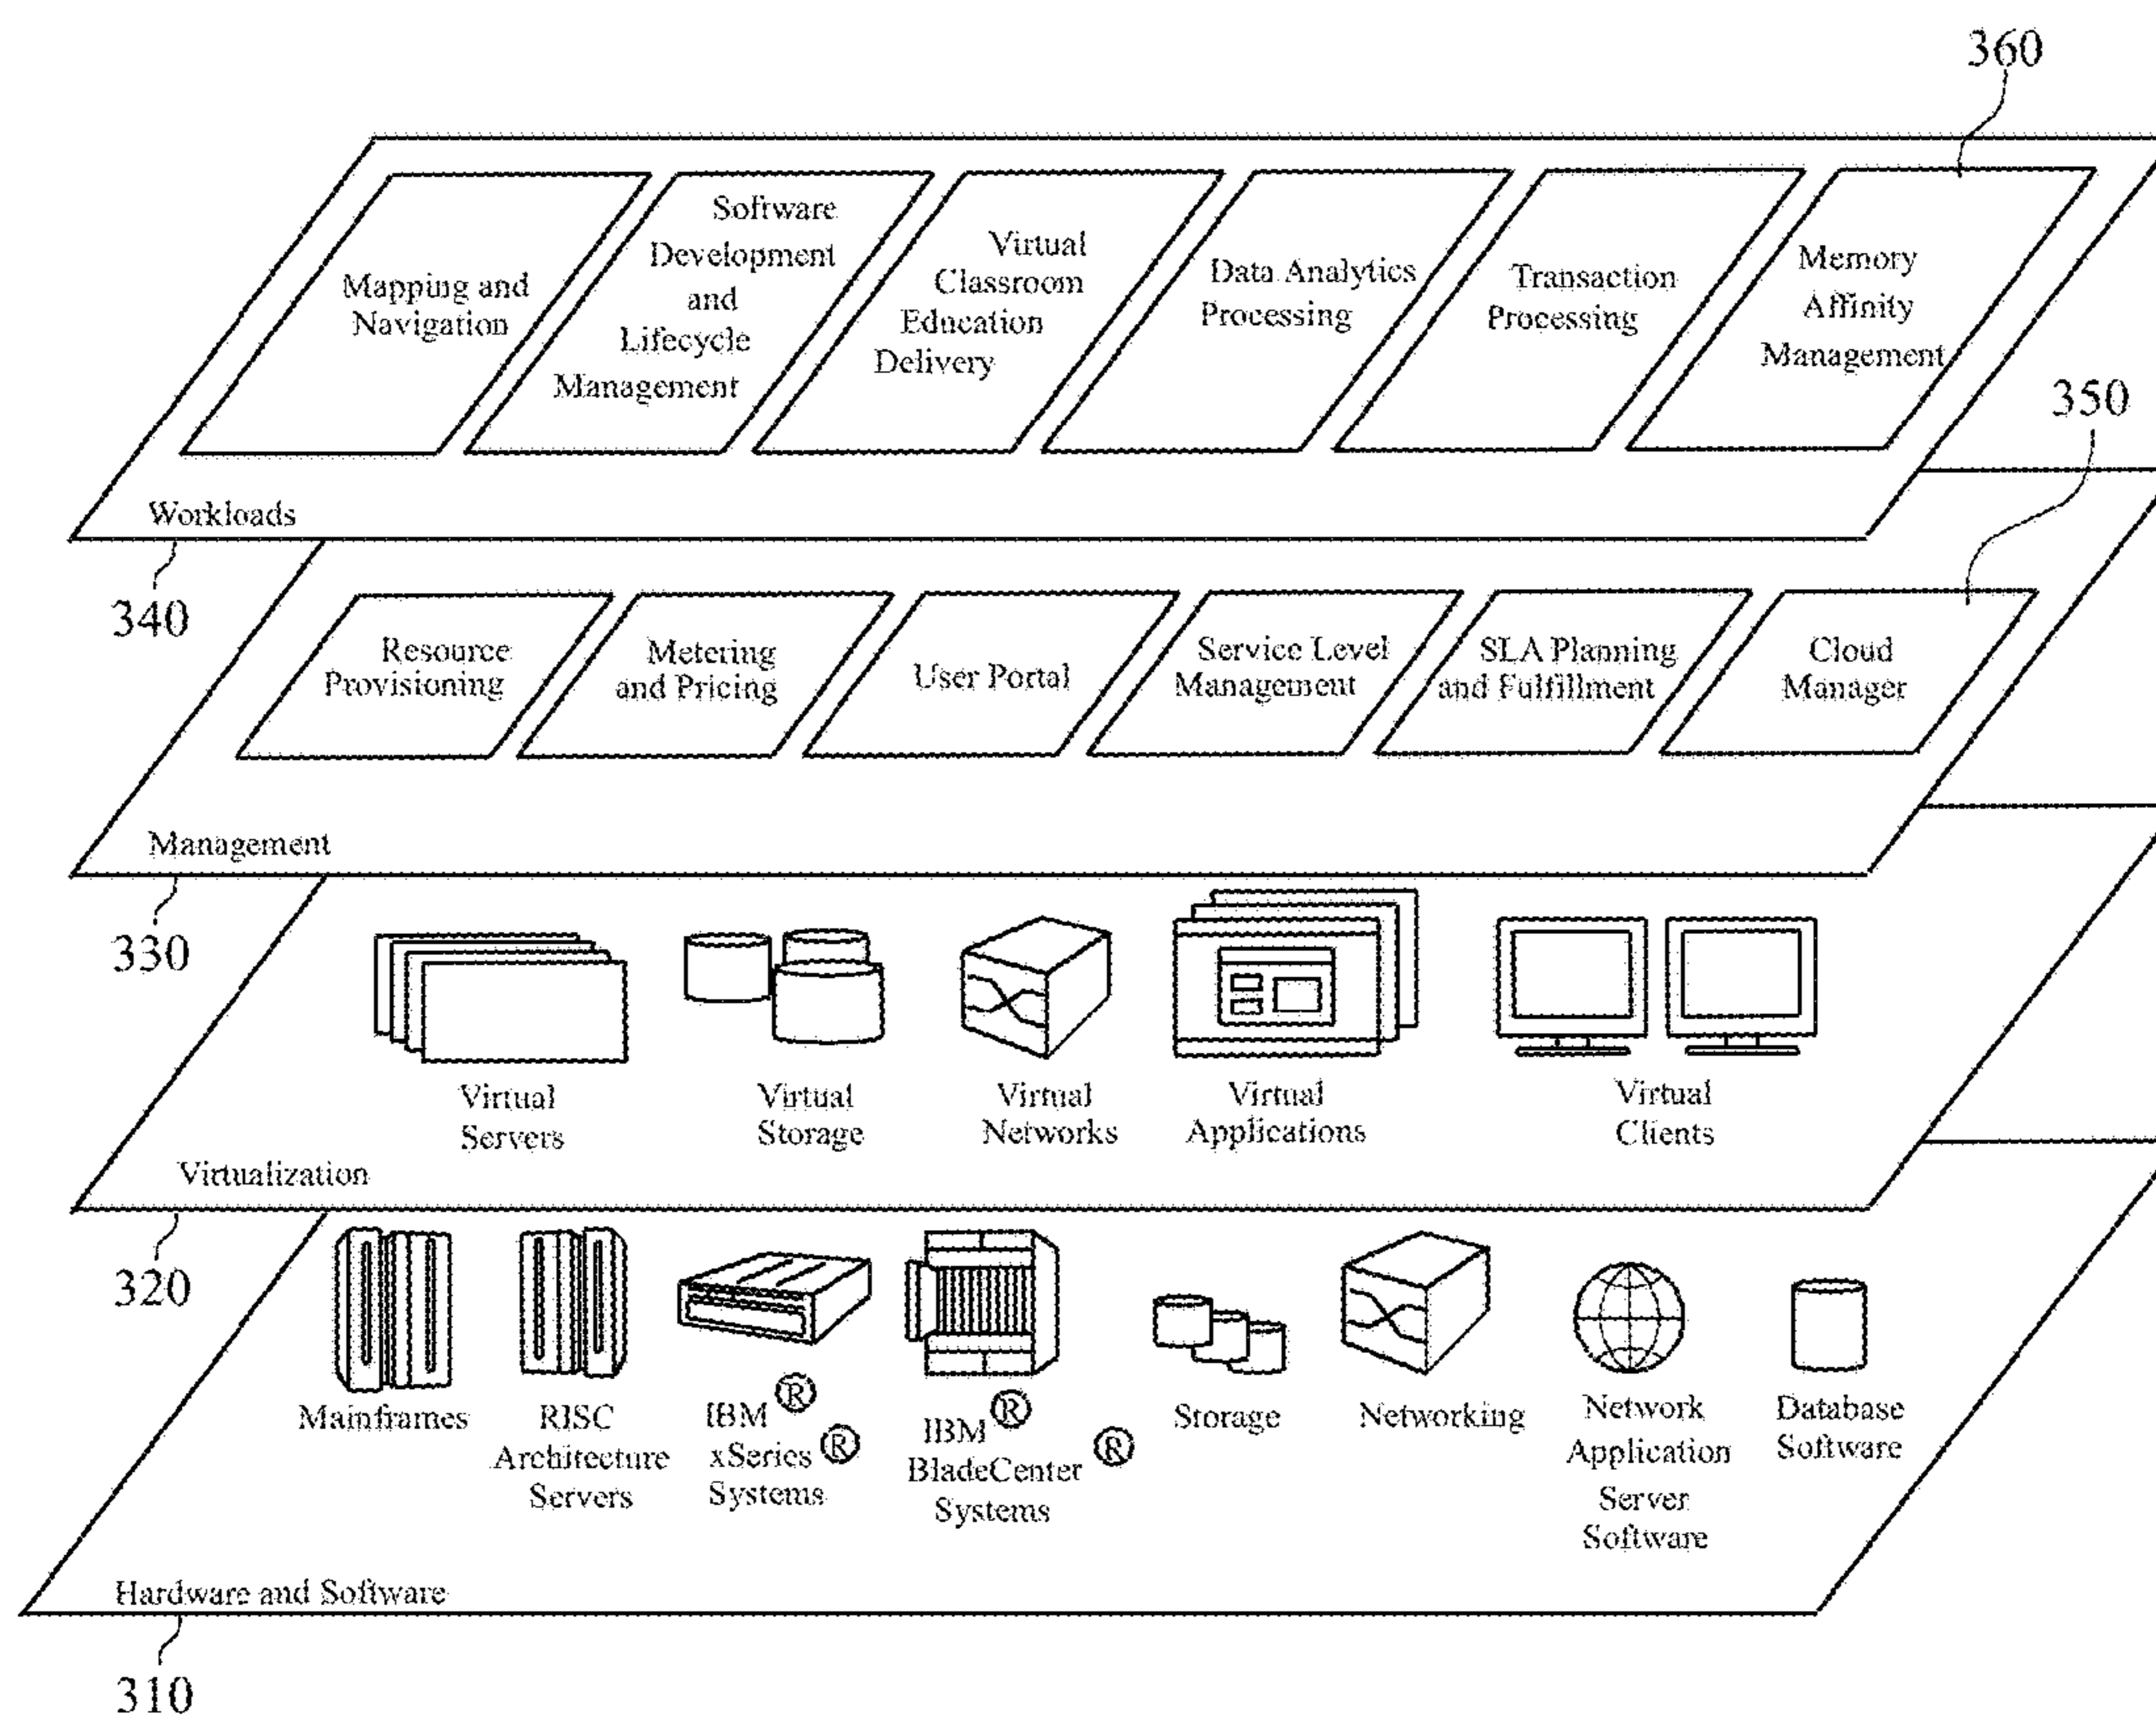 360
Mapping and
Navigation
Software
Development
and
Lifecycle
Management
Virtual
Classroom
Education
Delivery
Data Analytics
Processing
Transaction
Processing
Memory
Affinity
Management
350
Workloads
340
Resource
Provisioning
Metering
and Pricing
User Portal
Service Level
Management
SLA Planning
and Fulfillment
Cloud
Manager
Management
330
Virtual
Servers
Virtual
Storage
Virtual
Networks
Virtual
Applications
Virtual
Clients
Virtualization
320
Mainframes
RISC
Architecture
Servers
IBM ®
xSeries ®
Systems
IBM ®
BladeCenter ®
Systems
Storage
Networking
Network
Application
Server
Software
Database
Software
Hardware and Software
310